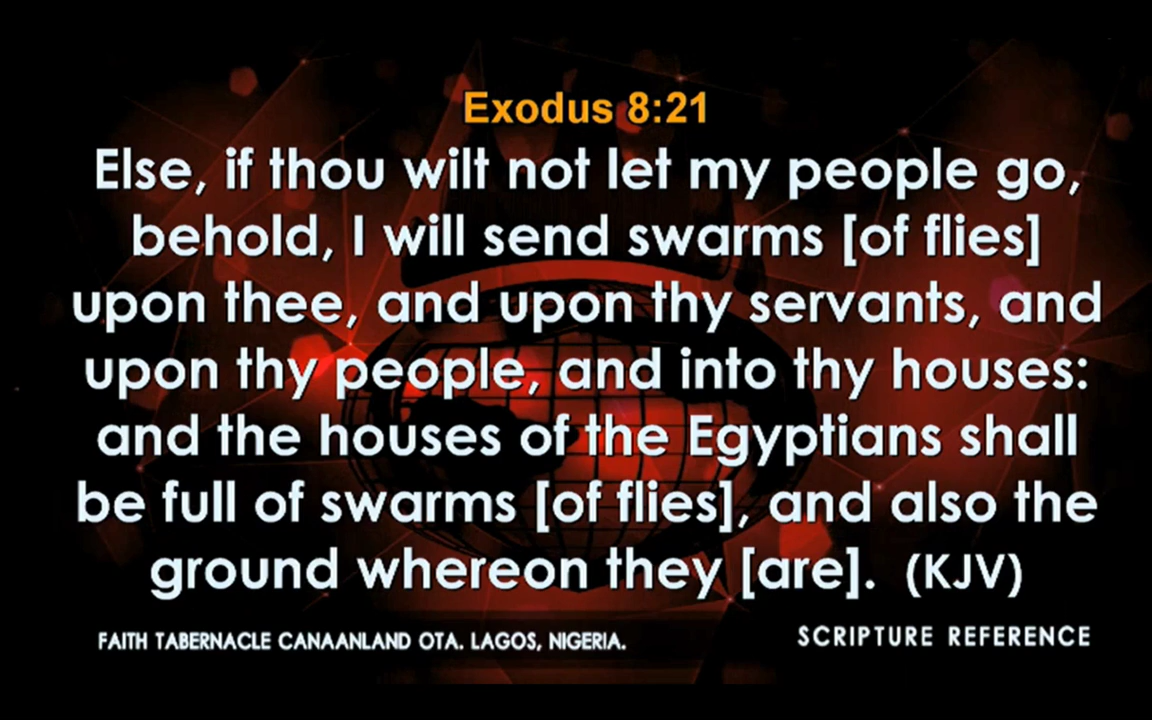 Exodus 8:21
Else, if thou wilt not let my people go,
behold, I will send swarms [of flies]
upon thee, and upon thy servants, and
upon thy people, and into thy houses:
and the houses of the Egyptians shall
be full of swarms [of flies], and also the
ground whereon they [are]. (KJV)
FAITH TABERNACLE CANAANLAND OTA. LAGOS, NIGERIA.
SCRIPTURE REFERENCE